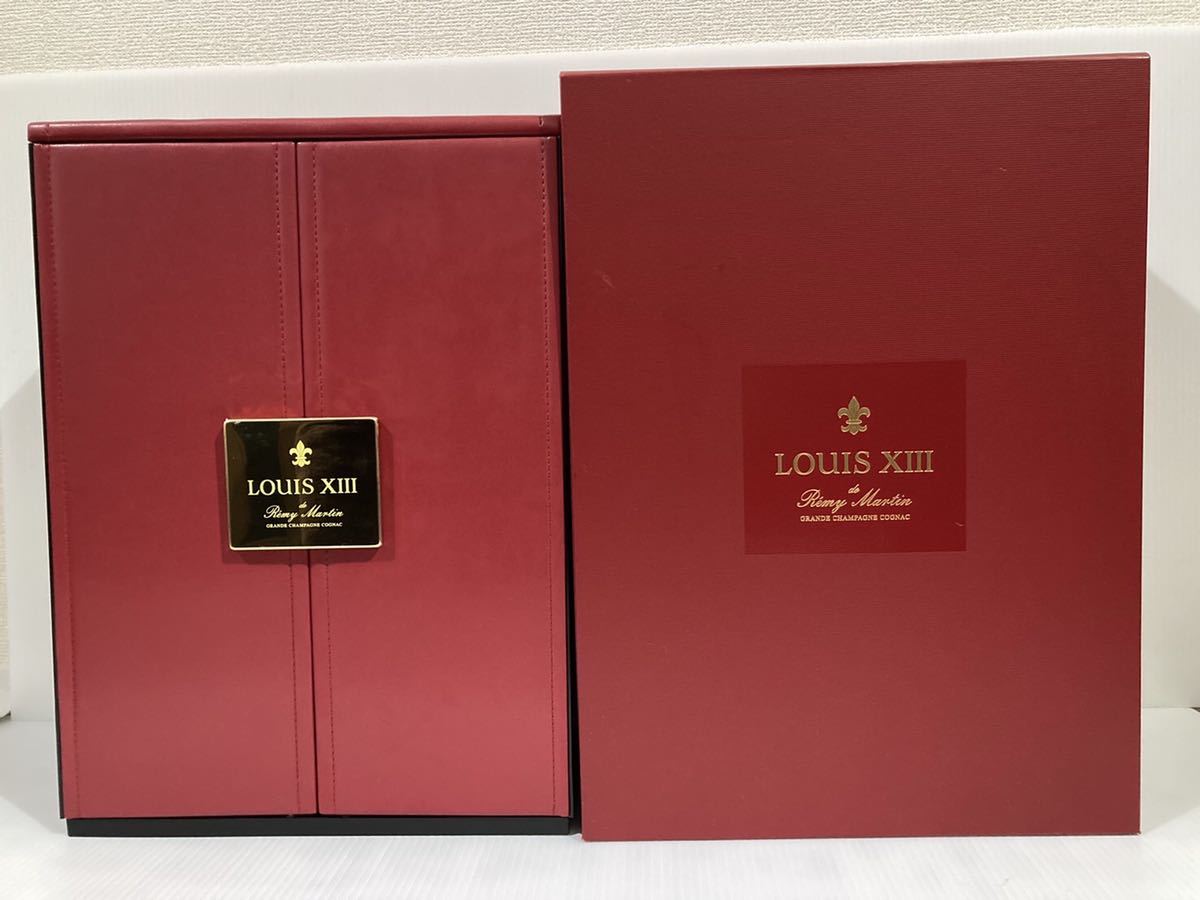 LOUIS XIII
de
Rémy Martin
GRANDE CHAMPAGNE COGNAC
LOUIS XIII
de
Rémy Martin
GRANDE CHAMPAGNE COGNAC